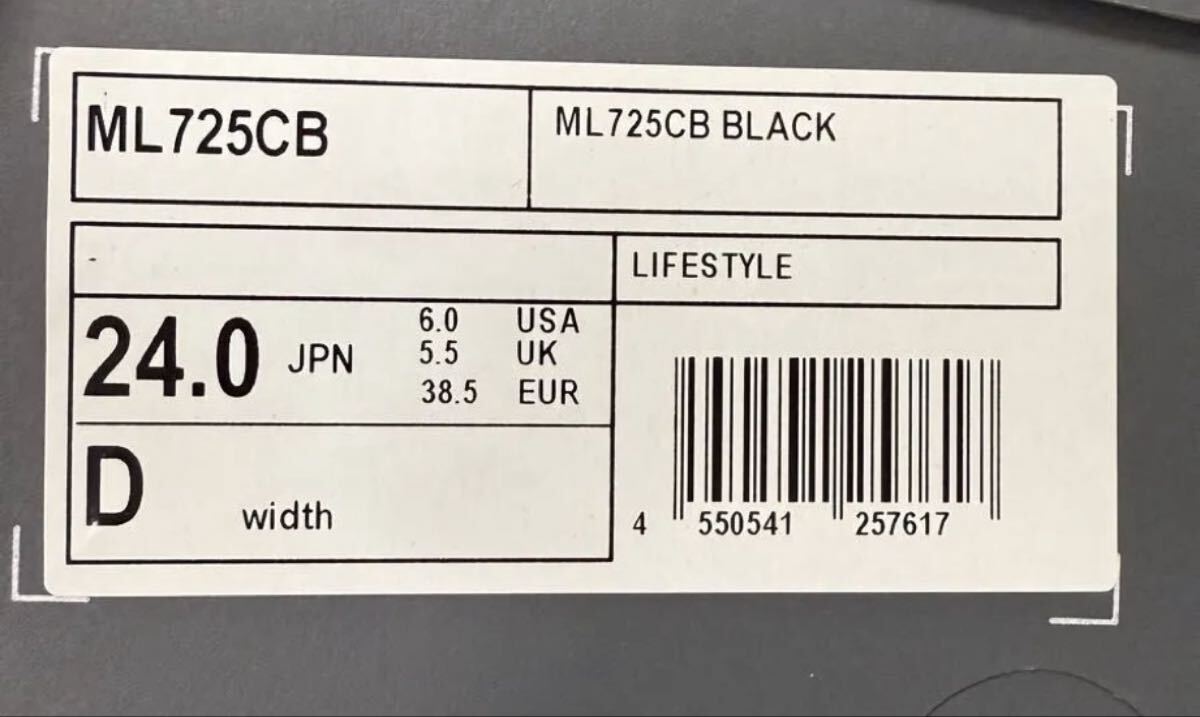 ML725CB
ML725CB BLACK
-
LIFESTYLE
24.0 JPN
6.0 USA
5.5 UK
38.5 EUR
D width
4 550541 257617